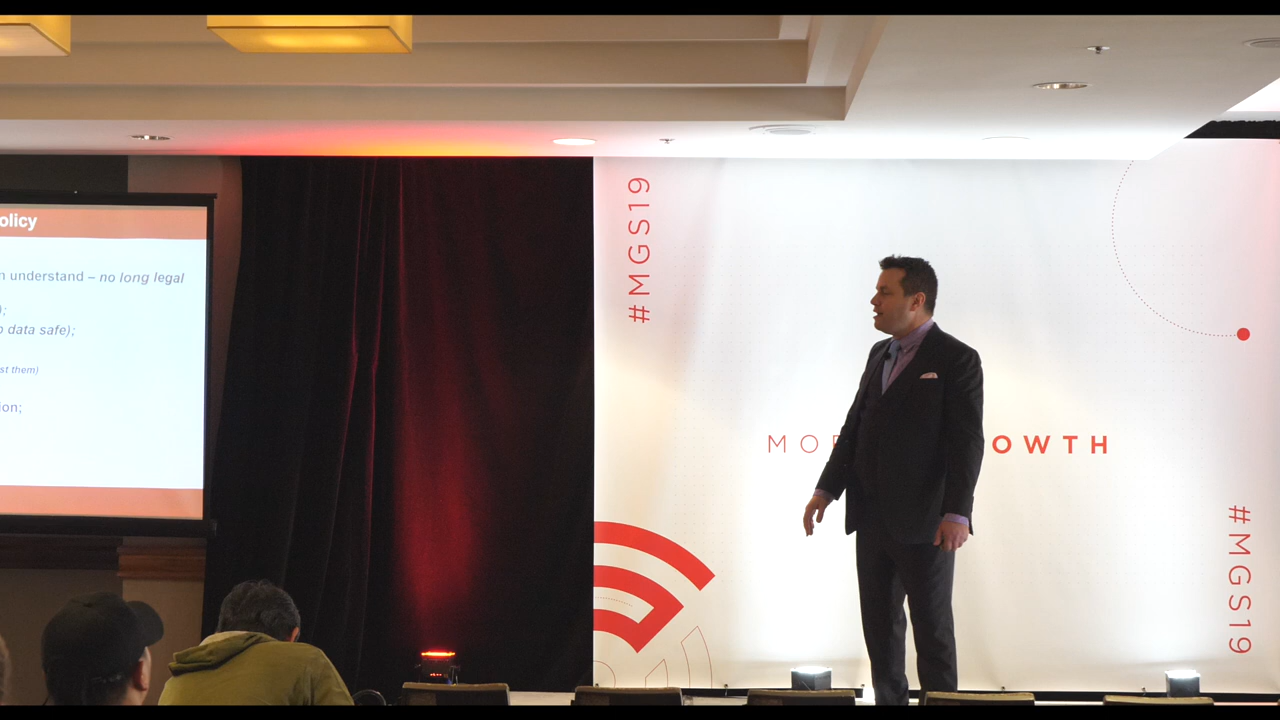 olicy
n understand – no long legal
);
o data safe);
st them)
ion;
#MGS19
MO
OWTH
#MGS19